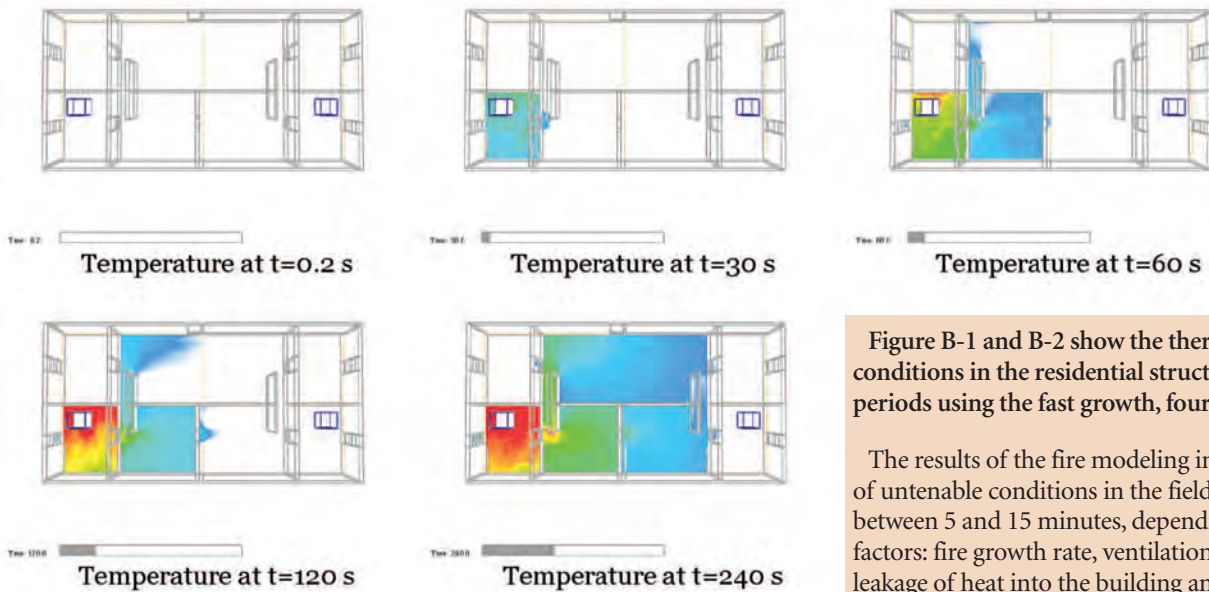 Temperature at t=0.2 s
Temperature at t=30 s
Temperature at t=60 s
Temperature at t=120 s
Temperature at t=240 s
Figure B-1 and B-2 show the ther
conditions in the residential struct
periods using the fast growth, four
The results of the fire modeling in
of untenable conditions in the field
between 5 and 15 minutes, dependi
factors: fire growth rate, ventilation
leakage of heat into the building an